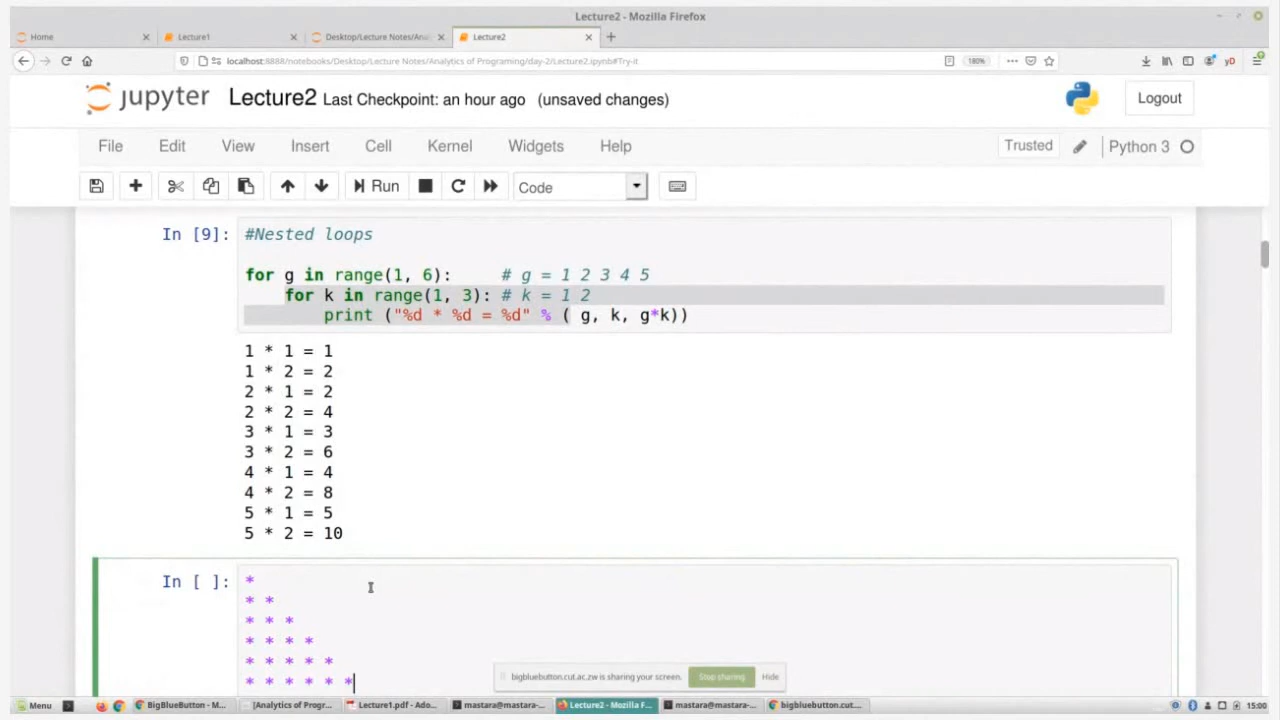 Lecture2 - Mozilla Firefox
Home
Lecture1
Desktop/Lecture Notes/Anal
Lecture2
localhost:8888/notebooks/Desktop/Lecture Notes/Analytics of Programing/day-2/Lecture2.ipynb#Try-it
180%
jupyter Lecture2 Last Checkpoint: an hour ago (unsaved changes)
Logout
File Edit View Insert Cell Kernel Widgets Help
Trusted
Python 3
Run
Code
In [9]: #Nested loops
for g in range(1, 6): # g = 1 2 3 4 5
for k in range(1, 3): # k = 1 2
print ("%d * %d = %d" % ( g, k, g*k))
1 * 1 = 1
1 * 2 = 2
2 * 1 = 2
2 * 2 = 4
3 * 1 = 3
3 * 2 = 6
4 * 1 = 4
4 * 2 = 8
5 * 1 = 5
5 * 2 = 10
In [ ]: *
* *
* * *
* * * *
* * * * *
* * * * * *
bigbluebutton.cut.ac.zw is sharing your screen.
Stop sharing
Hide
Menu
BigBlueButton - M...
[Analytics of Progr...
Lecture1.pdf - Ado...
mastara@mastara-...
Lecture2 - Mozilla F...
mastara@mastara-...
bigbluebutton.cut....
15:00